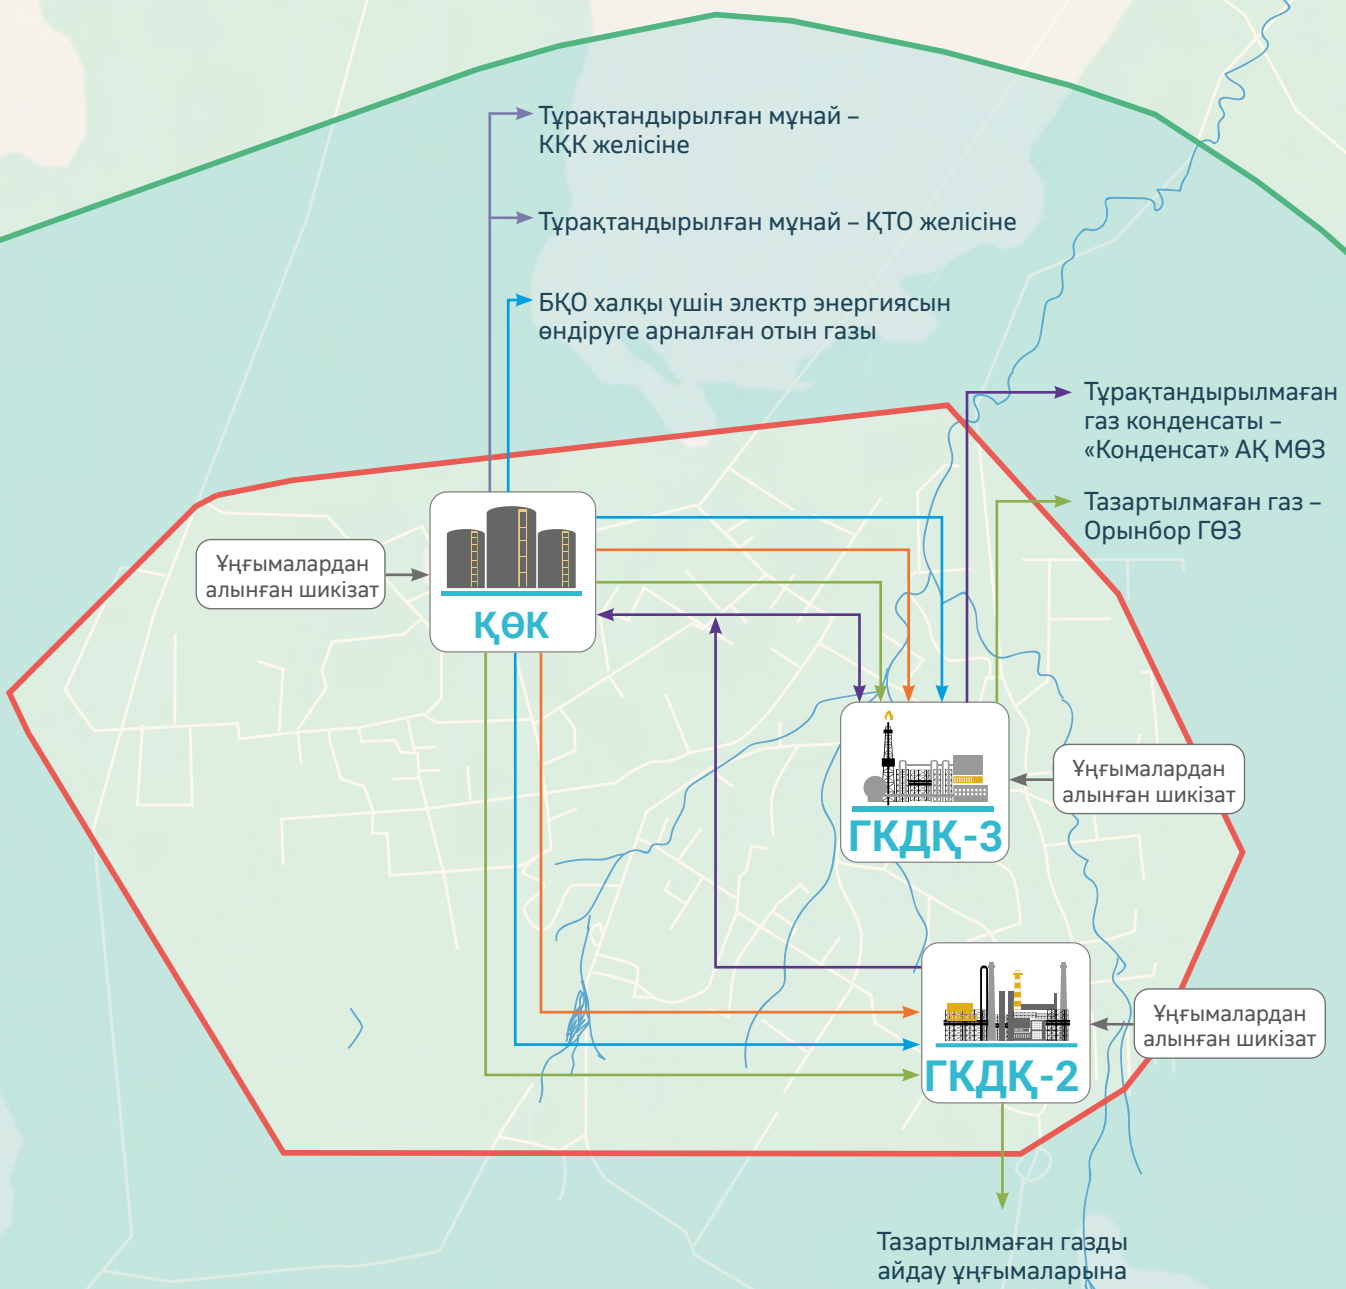 Тұрақтандырылған мұнай –
КҚК желісіне
Тұрақтандырылған мұнай – ҚТО желісіне
БҚО халқы үшін электр энергиясын
өндіруге арналған отын газы
Тұрақтандырылмаған
газ конденсаты –
«Конденсат» АҚ МӨЗ
Тазартылмаған газ –
Орынбор ГӨЗ
Ұңғымалардан
алынған шикізат
ҚӨК
Ұңғымалардан
алынған шикізат
ГКДҚ-3
Ұңғымалардан
алынған шикізат
ГКДҚ-2
Тазартылмаған газды
айдау ұңғымаларына